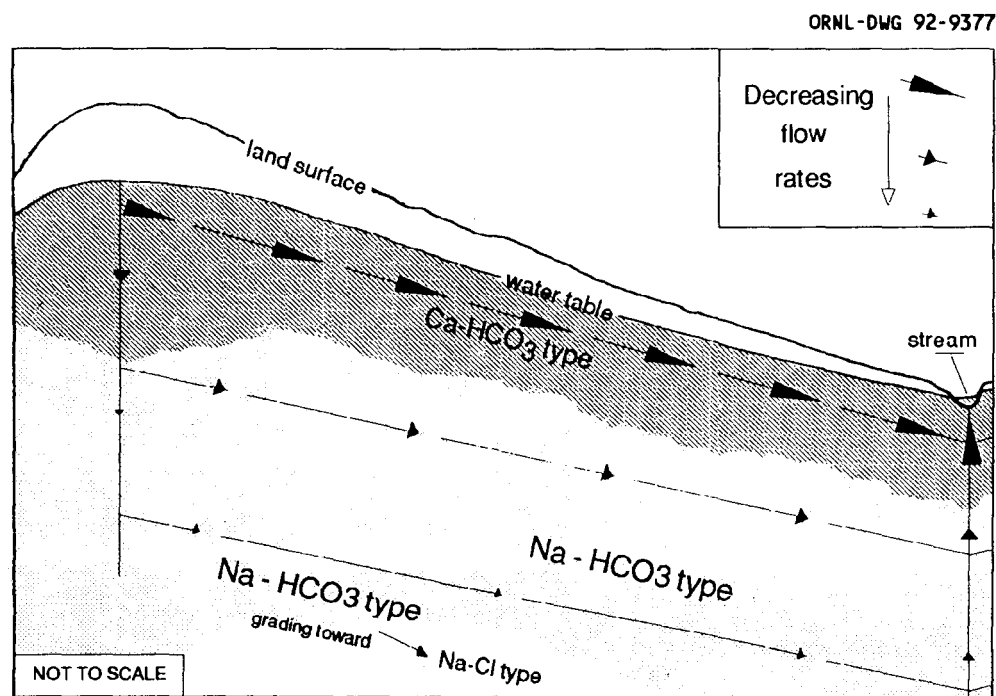 ORNL-DWG 92-9377
Decreasing
flow
rates
land surface
water table
Ca-HCO3 type
stream
Na - HCO3 type
Na - HCO3 type
grading toward
Na-Cl type
NOT TO SCALE